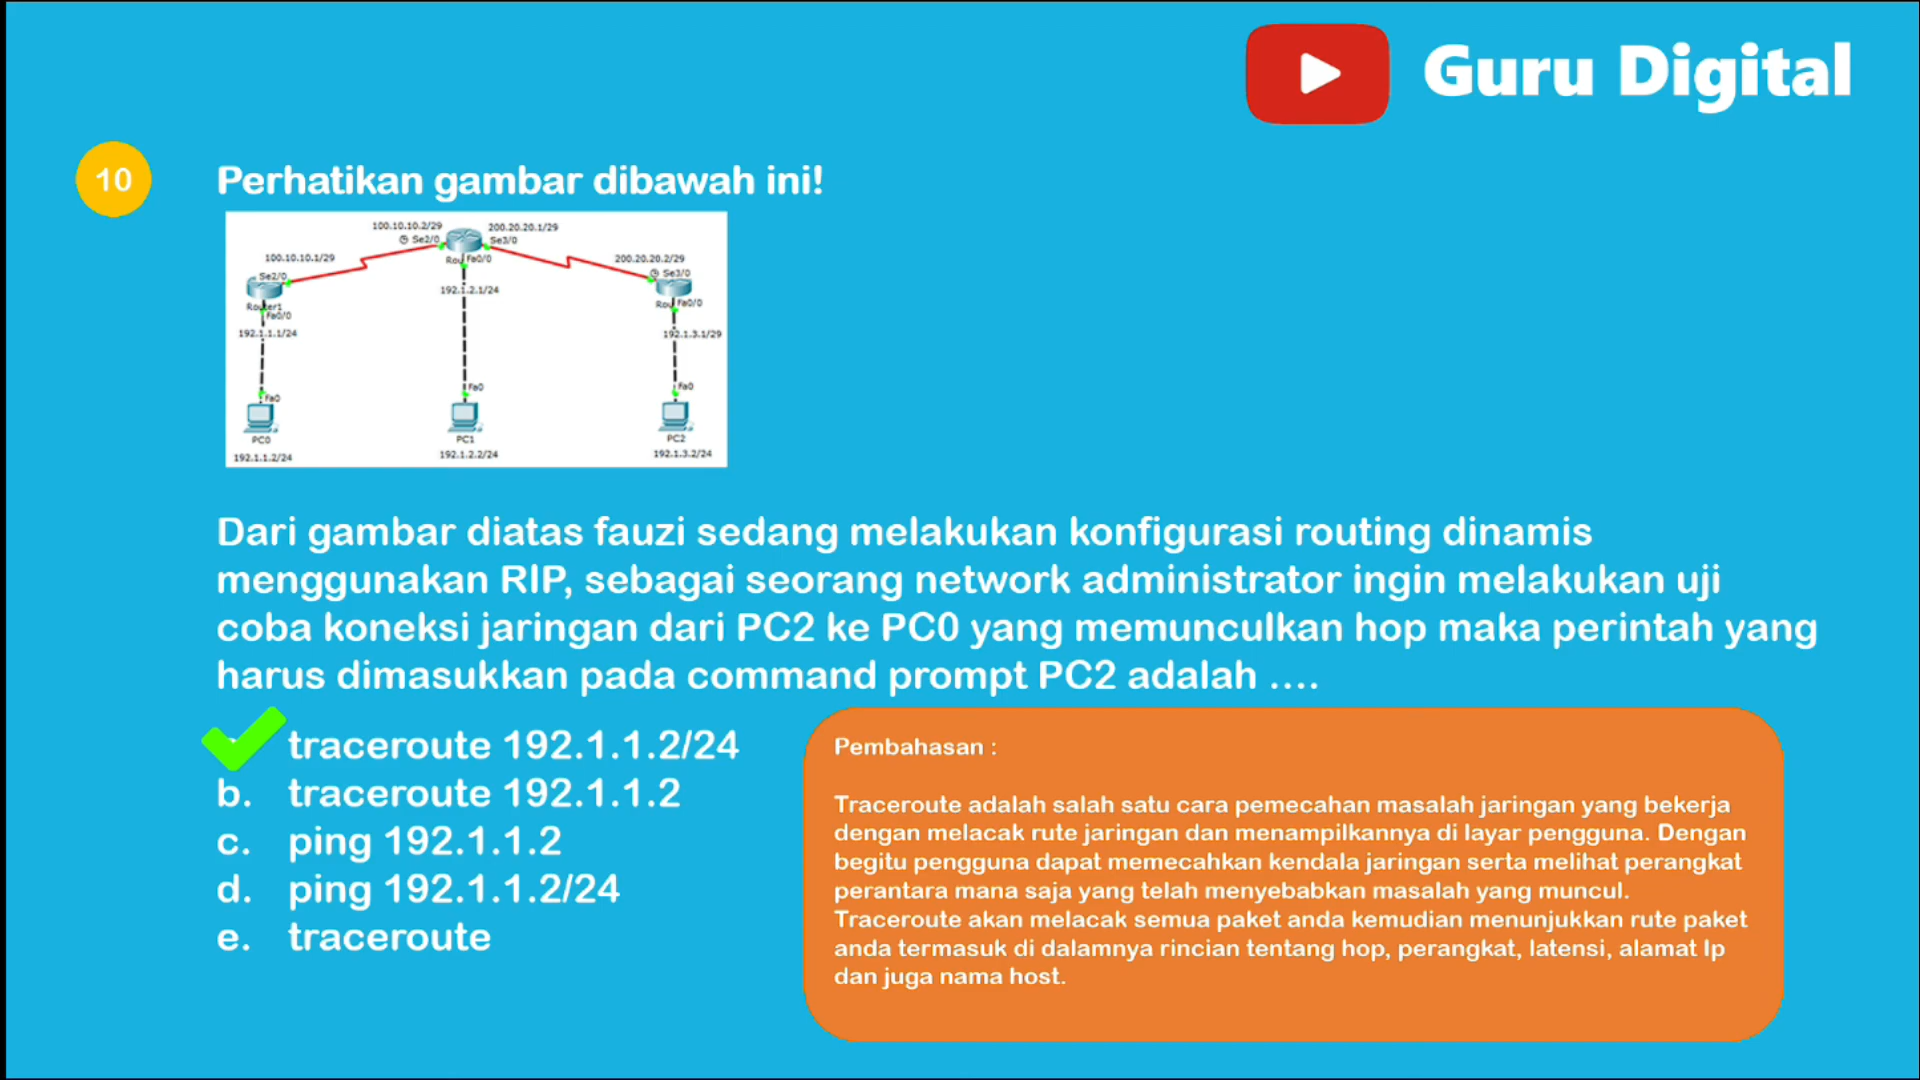 Guru Digital
10
Perhatikan gambar dibawah ini!
100.10.10.2/29
200.20.20.1/29
Se2/0
Se3/0
100.10.10.1/29
Rou Fa0/0
200.20.20.2/29
Se2/0
Se3/0
192.1.2.1/24
Router1
Rou Fa0/0
Fa0/0
192.1.1.1/24
192.1.3.1/29
Fa0
Fa0
Fa0
PC0
PC1
PC2
192.1.1.2/24
192.1.2.2/24
192.1.3.2/24
Dari gambar diatas fauzi sedang melakukan konfigurasi routing dinamis
menggunakan RIP, sebagai seorang network administrator ingin melakukan uji
coba koneksi jaringan dari PC2 ke PC0 yang memunculkan hop maka perintah yang
harus dimasukkan pada command prompt PC2 adalah ....
traceroute 192.1.1.2/24
b. traceroute 192.1.1.2
c. ping 192.1.1.2
d. ping 192.1.1.2/24
e. traceroute
Pembahasan :
Traceroute adalah salah satu cara pemecahan masalah jaringan yang bekerja
dengan melacak rute jaringan dan menampilkannya di layar pengguna. Dengan
begitu pengguna dapat memecahkan kendala jaringan serta melihat perangkat
perantara mana saja yang telah menyebabkan masalah yang muncul.
Traceroute akan melacak semua paket anda kemudian menunjukkan rute paket
anda termasuk di dalamnya rincian tentang hop, perangkat, latensi, alamat Ip
dan juga nama host.